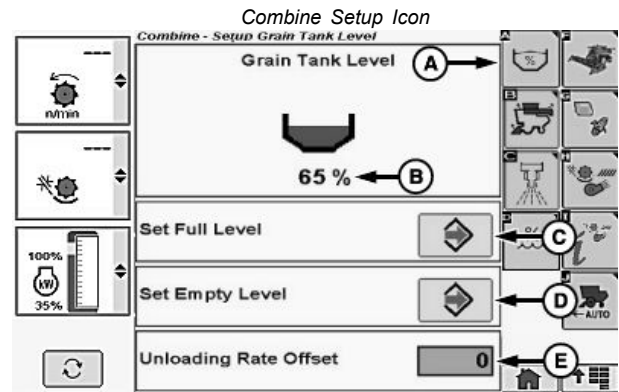 Combine Setup Icon
Combine - Setup Grain Tank Level
Grain Tank Level
A
65 %
B
Set Full Level
C
Set Empty Level
D
Unloading Rate Offset
0
E
---
n/min
---
100%
kW
35%
A
%
B
C
AUTO